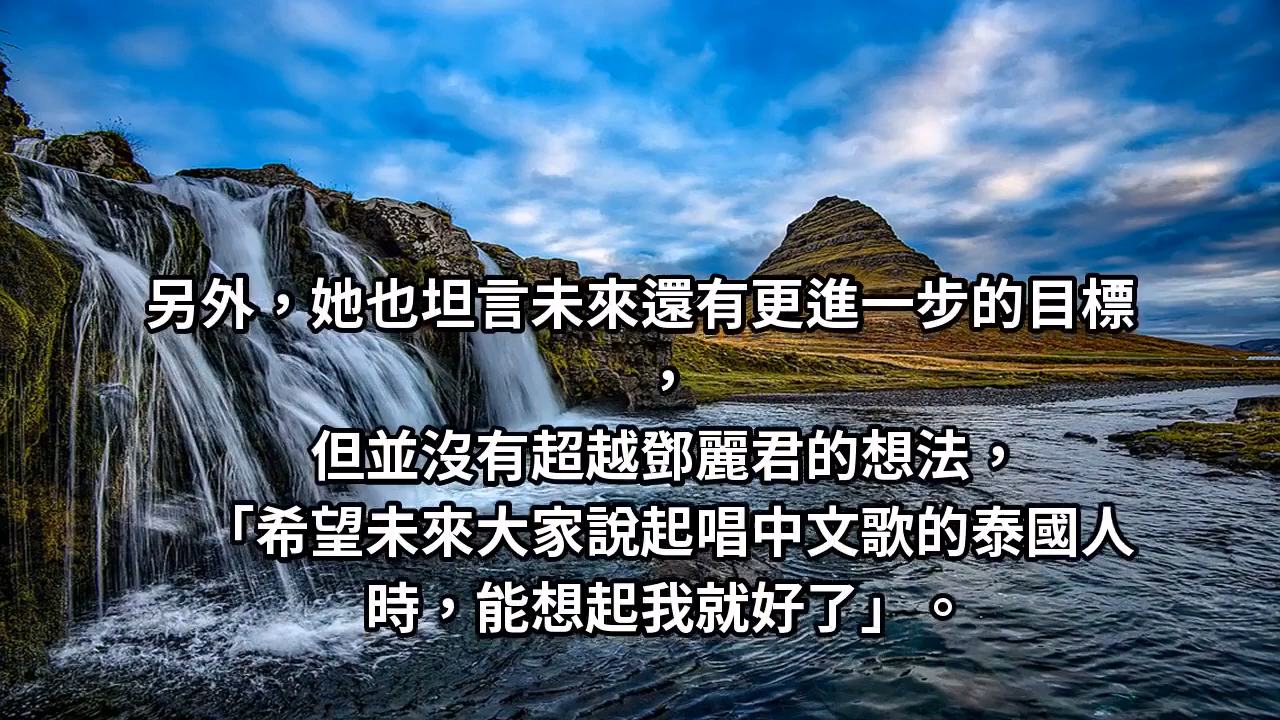 另外，她也坦言未來還有更進一步的目標
，
但並沒有超越鄧麗君的想法，
「希望未來大家說起唱中文歌的泰國人
時，能想起我就好了」。